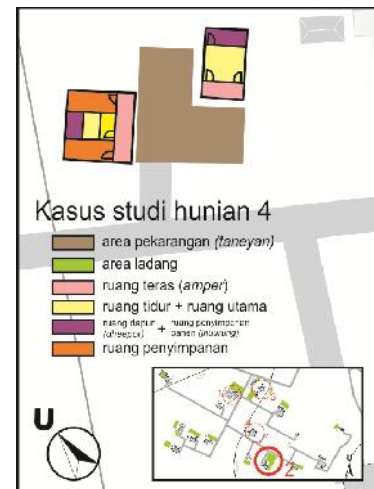 Kasus studi hunian 4
area pekarangan (taneyan)
area ladang
ruang teras (amper)
ruang tidur + ruang utama
ruang dapur (dheepor) + ruang penyimpanan panen (jhurung)
ruang penyimpanan
U
2